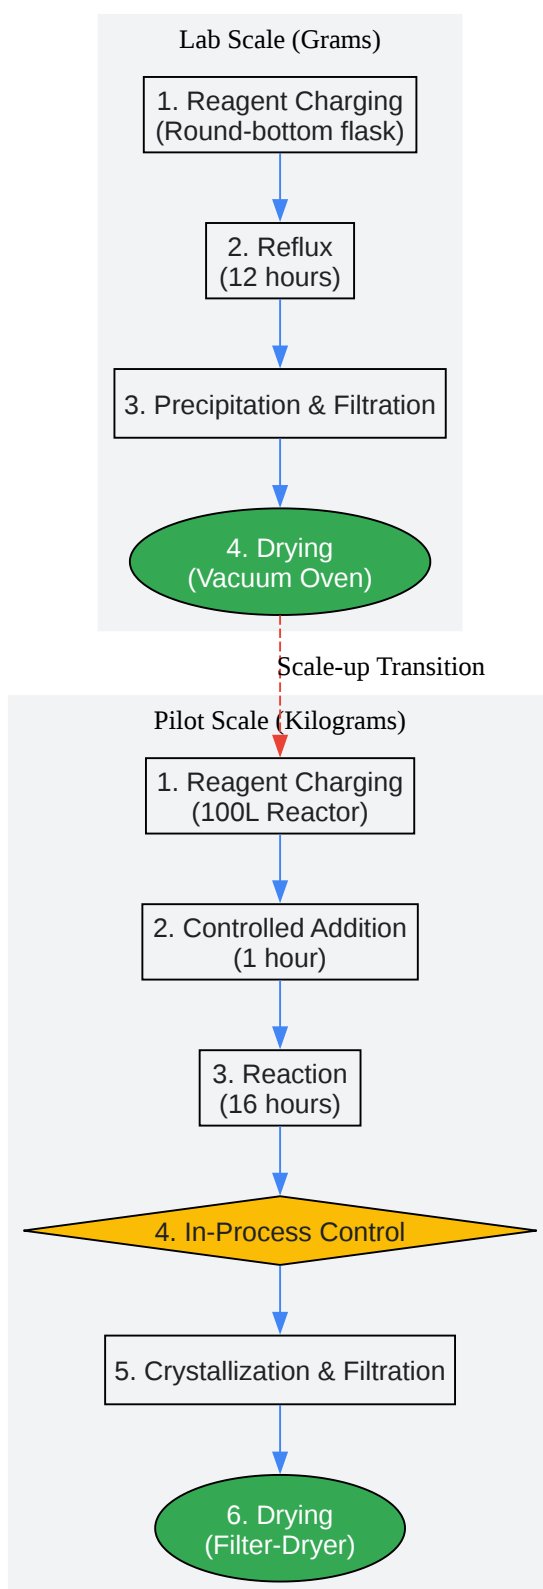 Lab Scale (Grams)
1. Reagent Charging
(Round-bottom flask)
2. Reflux
(12 hours)
3. Precipitation & Filtration
4. Drying
(Vacuum Oven)
Scale-up Transition
Pilot Scale (Kilograms)
1. Reagent Charging
(100L Reactor)
2. Controlled Addition
(1 hour)
3. Reaction
(16 hours)
4. In-Process Control
5. Crystallization & Filtration
6. Drying
(Filter-Dryer)